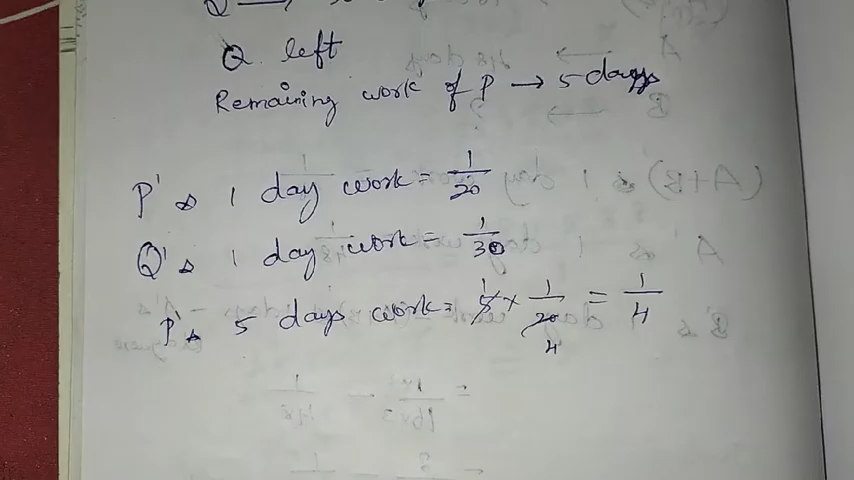 Q left
Remaining work of P → 5 days
P's 1 day work = 1/20
Q's 1 day work = 1/30
P's 5 days work = 5 × 1/20 = 1/4